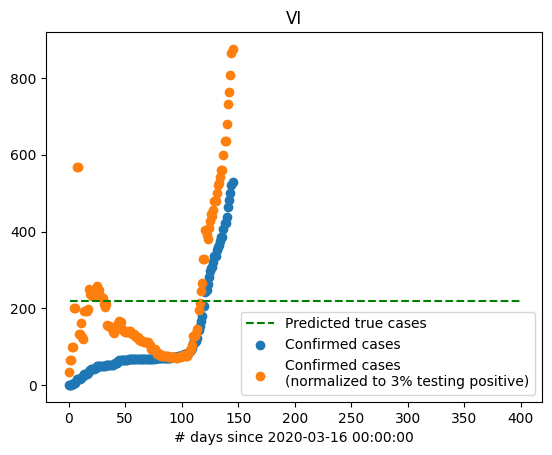 VI
800
600
400
200
0
Predicted true cases
Confirmed cases
Confirmed cases
(normalized to 3% testing positive)
0 50 100 150 200 250 300 350 400
# days since 2020-03-16 00:00:00